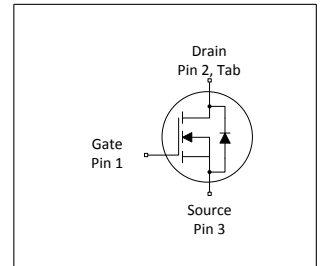 Drain
Pin 2, Tab
Gate
Pin 1
Source
Pin 3